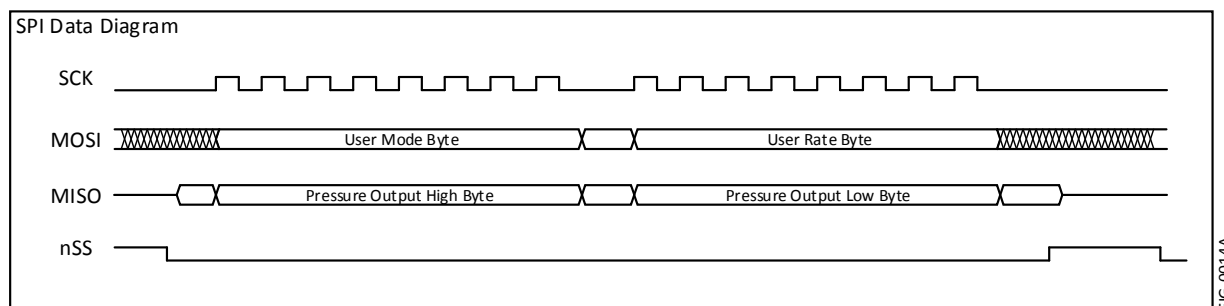 SPI Data Diagram
SCK
MOSI
User Mode Byte
User Rate Byte
MISO
Pressure Output High Byte
Pressure Output Low Byte
nSS